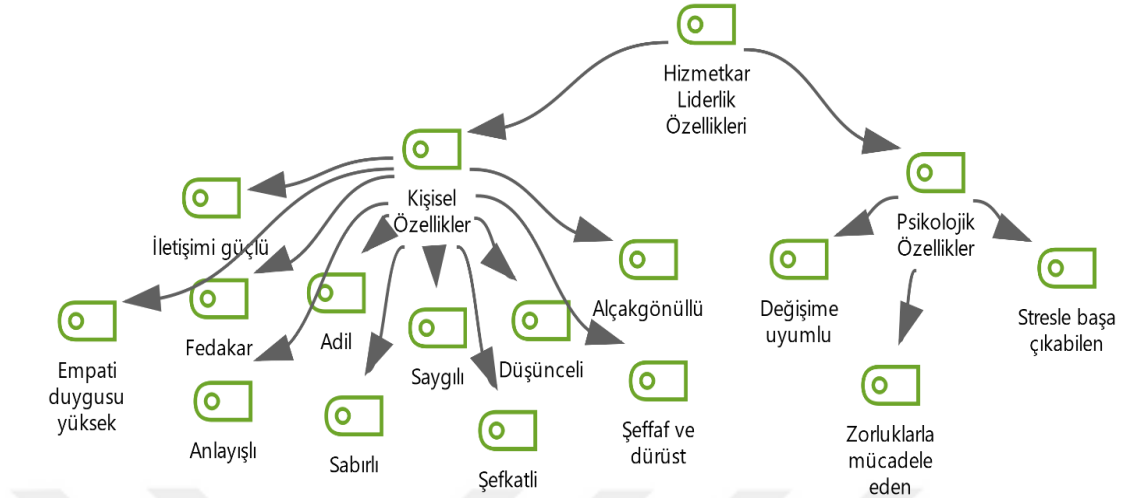 Hizmetkar
Liderlik
Özellikleri
Kişisel
Özellikler
Psikolojik
Özellikler
İletişimi güçlü
Empati
duygusu
yüksek
Fedakar
Anlayışlı
Adil
Sabırlı
Saygılı
Şefkatli
Düşünceli
Alçakgönüllü
Şeffaf ve
dürüst
Değişime
uyumlu
Zorluklarla
mücadele
eden
Stresle başa
çıkabilen